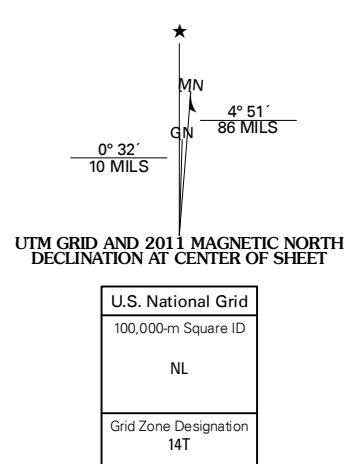 ★
MN
GN
4° 51´
86 MILS
0° 32´
10 MILS
UTM GRID AND 2011 MAGNETIC NORTH
DECLINATION AT CENTER OF SHEET
U.S. National Grid
100,000-m Square ID
NL
Grid Zone Designation
14T